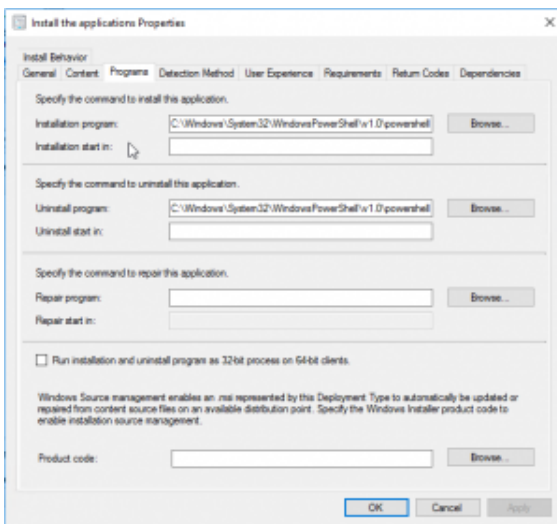 Install the applications Properties
Install Behavior
General Content Programs Detection Method User Experience Requirements Return Codes Dependencies
Specify the command to install this application.
Installation program: C:\Windows\System32\WindowsPowerShell\v1.0\powershell Browse...
Installation start in:
Specify the command to uninstall this application.
Uninstall program: C:\Windows\System32\WindowsPowerShell\v1.0\powershell Browse...
Uninstall start in:
Specify the command to repair this application.
Repair program: Browse...
Repair start in:
Run installation and uninstall program as 32-bit process on 64-bit clients.
Windows Source management enables an .msi represented by this Deployment Type to automatically be updated or
repaired from content source files on an available distribution point. Specify the Windows Installer product code to
enable installation source management.
Product code: Browse...
OK Cancel Apply